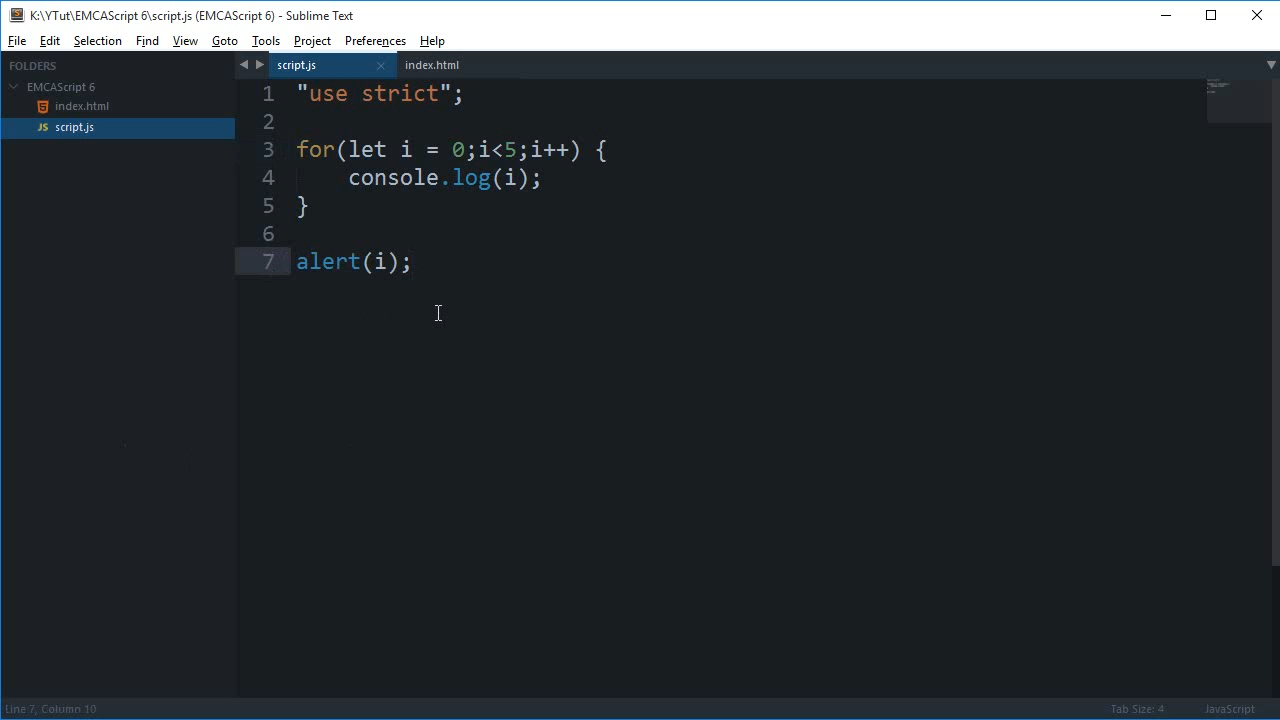 K:\YTut\EMCAScript 6\script.js (EMCAScript 6) - Sublime Text
File Edit Selection Find View Goto Tools Project Preferences Help
FOLDERS
EMCAScript 6
index.html
JS script.js
script.js index.html
1 "use strict";
2
3 for(let i = 0;i<5;i++) {
4 console.log(i);
5 }
6
7 alert(i);
Line 7, Column 10 Tab Size: 4 JavaScript